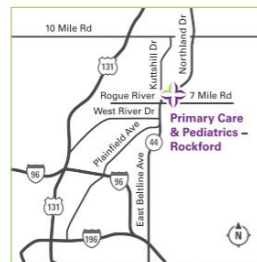 10 Mile Rd
Kuttshill Dr
Northland Dr
131
Rogue River
7 Mile Rd
West River Dr
Plainfield Ave
Primary Care
& Pediatrics –
Rockford
44
96
96
East Beltline Ave
131
196
N